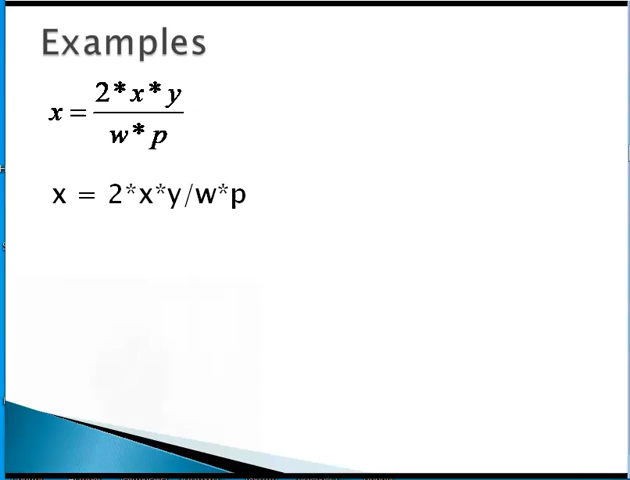 Examples
x = 2*x*y
w*p
x = 2*x*y/w*p